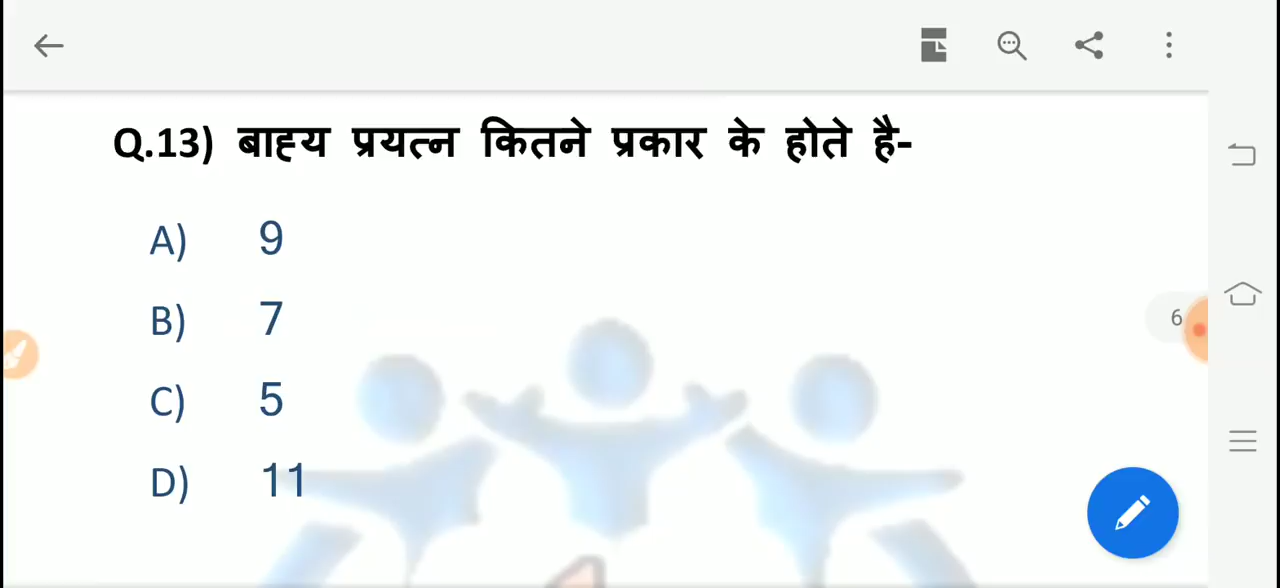 Q.13) बाह्य प्रयत्न कितने प्रकार के होते है-
A) 9
B) 7
6
C) 5
D) 11